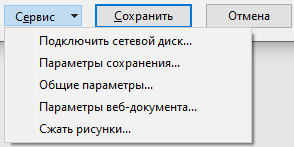 Сервис Сохранить Отмена
Подключить сетевой диск...
Параметры сохранения...
Общие параметры...
Параметры веб-документа...
Сжать рисунки...